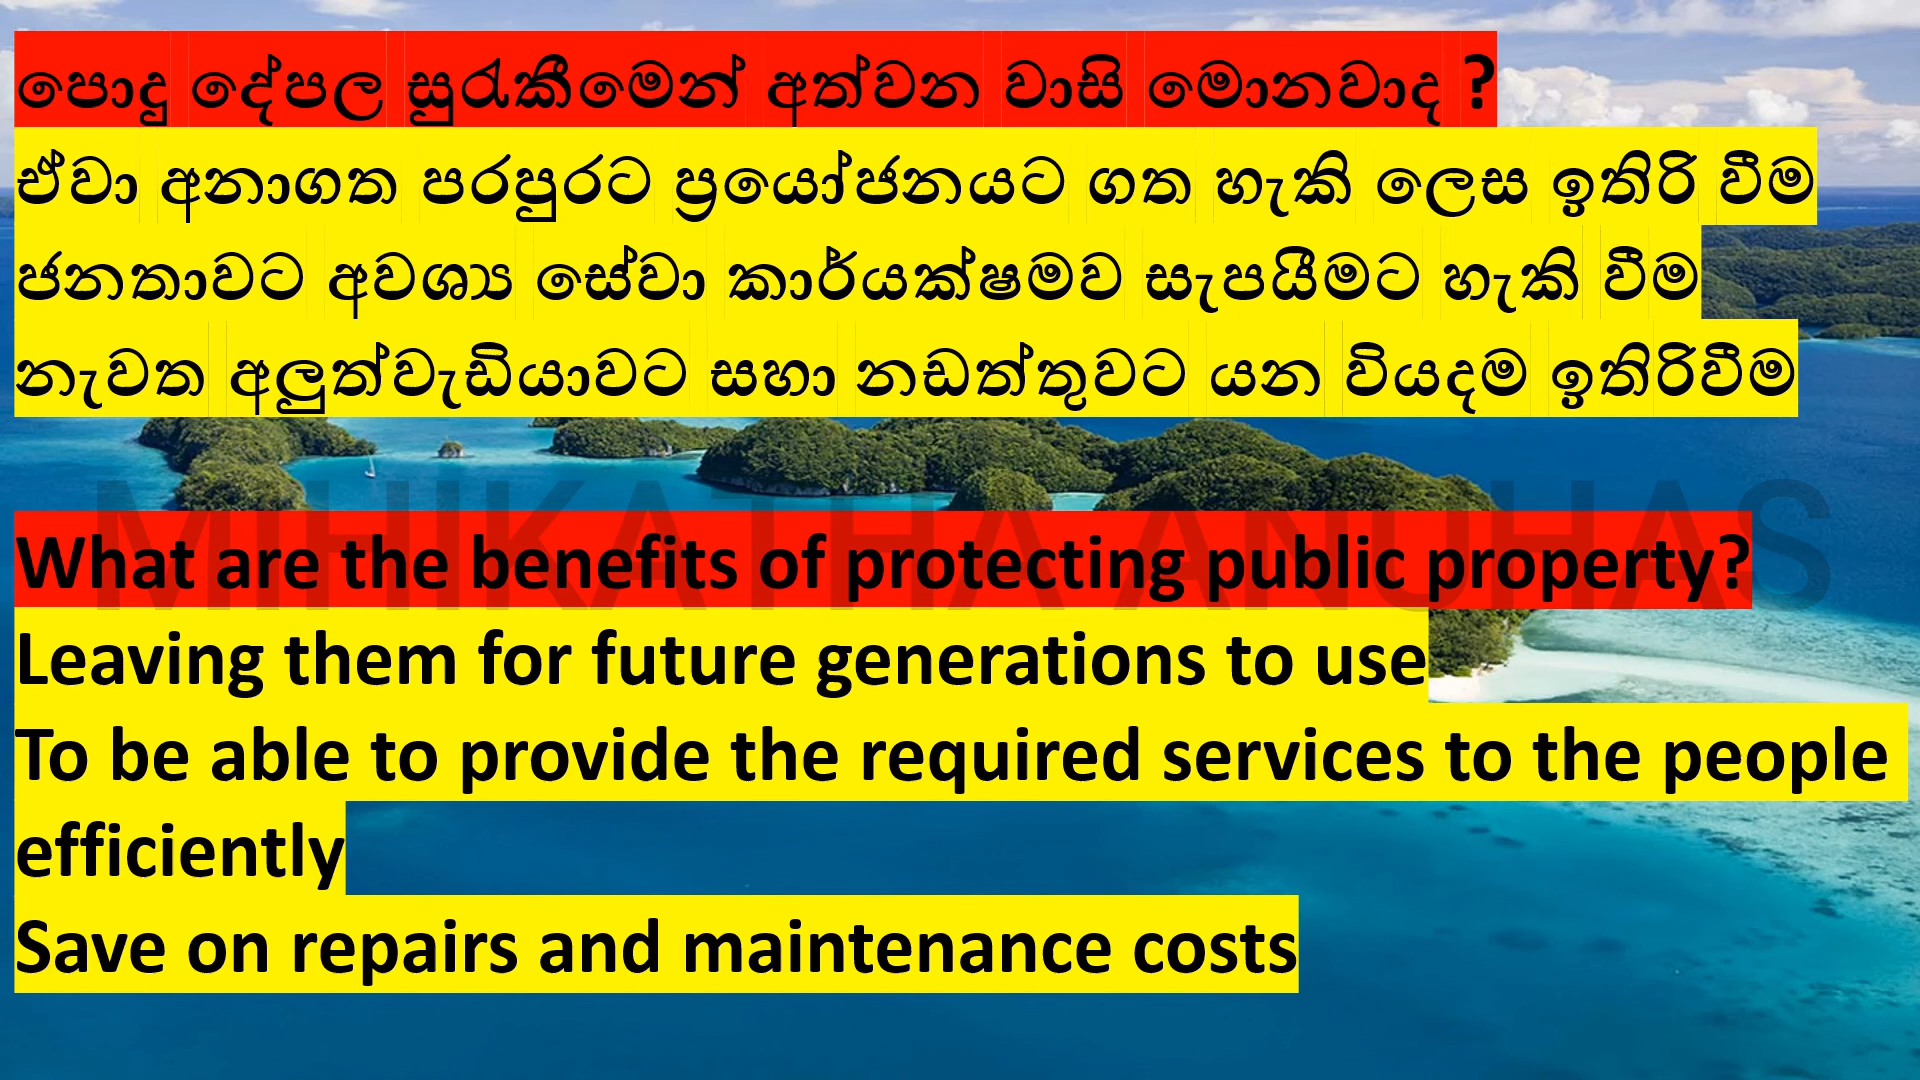 පොදු දේපල සුරැකීමෙන් අත්වන වාසි මොනවාද ?
ඒවා අනාගත පරපුරට ප්‍රයෝජනයට ගත හැකි ලෙස ඉතිරි වීම
ජනතාවට අවශ්‍ය සේවා කාර්යක්ෂමව සැපයීමට හැකි වීම
නැවත අලුත්වැඩියාවට සහා නඩත්තුවට යන වියදම ඉතිරිවීම
MIHIKATHA ANUHAS
What are the benefits of protecting public property?
Leaving them for future generations to use
To be able to provide the required services to the people
efficiently
Save on repairs and maintenance costs